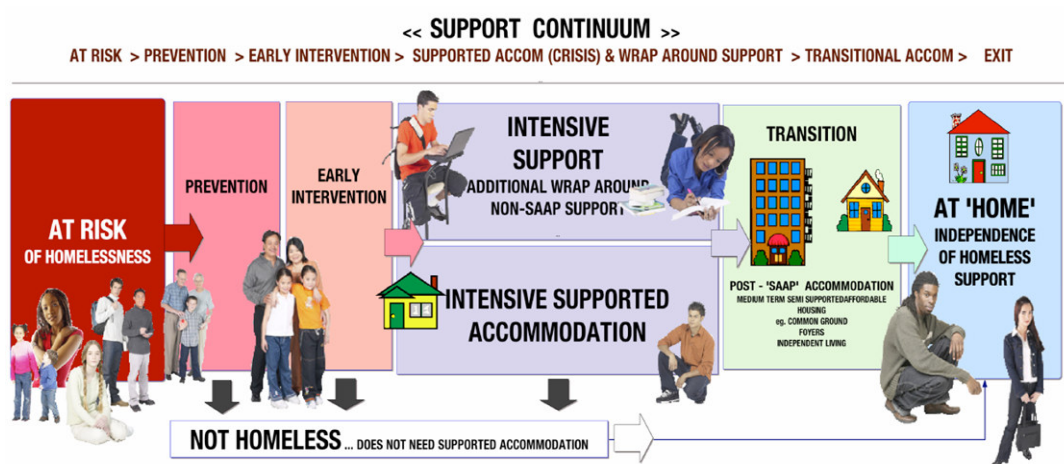 << SUPPORT CONTINUUM >>
AT RISK > PREVENTION > EARLY INTERVENTION > SUPPORTED ACCOM (CRISIS) & WRAP AROUND SUPPORT > TRANSITIONAL ACCOM > EXIT
AT RISK
OF HOMELESSNESS
PREVENTION
EARLY
INTERVENTION
INTENSIVE
SUPPORT
ADDITIONAL WRAP AROUND
NON-SAAP SUPPORT
INTENSIVE SUPPORTED
ACCOMMODATION
TRANSITION
POST - 'SAAP' ACCOMMODATION
MEDIUM TERM SEMI SUPPORTEDAFFORDABLE
HOUSING
eg. COMMON GROUND
FOYERS
INDEPENDENT LIVING
AT 'HOME'
INDEPENDENCE
OF HOMELESS
SUPPORT
NOT HOMELESS ... DOES NOT NEED SUPPORTED ACCOMMODATION